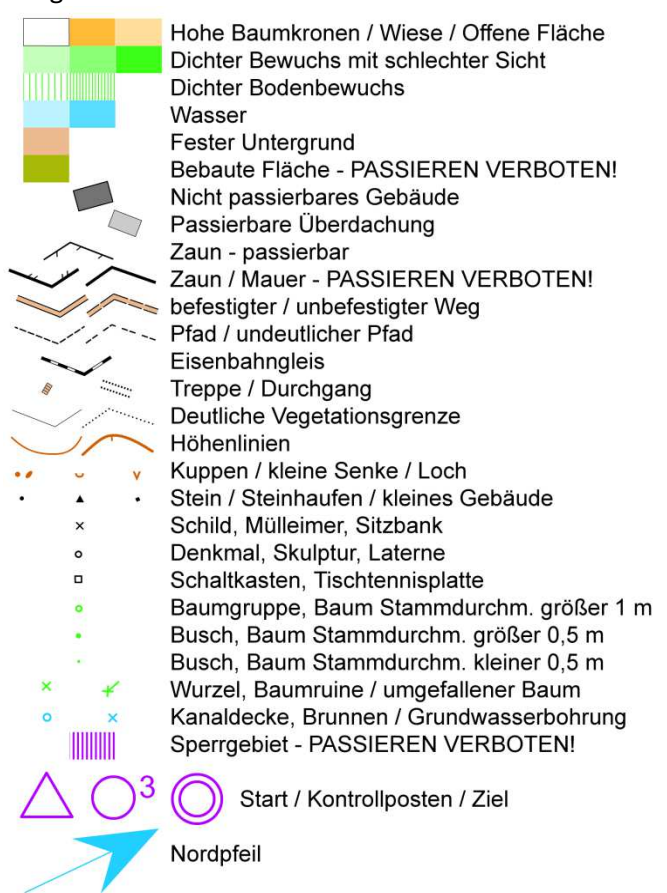 Hohe Baumkronen / Wiese / Offene Fläche
Dichter Bewuchs mit schlechter Sicht
Dichter Bodenbewuchs
Wasser
Fester Untergrund
Bebaute Fläche - PASSIEREN VERBOTEN!
Nicht passierbares Gebäude
Passierbare Überdachung
Zaun - passierbar
Zaun / Mauer - PASSIEREN VERBOTEN!
befestigter / unbefestigter Weg
Pfad / undeutlicher Pfad
Eisenbahngleis
Treppe / Durchgang
Deutliche Vegetationsgrenze
Höhenlinien
Kuppen / kleine Senke / Loch
Stein / Steinhaufen / kleines Gebäude
Schild, Mülleimer, Sitzbank
Denkmal, Skulptur, Laterne
Schaltkasten, Tischtennisplatte
Baumgruppe, Baum Stammdurchm. größer 1 m
Busch, Baum Stammdurchm. größer 0,5 m
Busch, Baum Stammdurchm. kleiner 0,5 m
Wurzel, Baumruine / umgefallener Baum
Kanaldecke, Brunnen / Grundwasserbohrung
Sperrgebiet - PASSIEREN VERBOTEN!
3 Start / Kontrollposten / Ziel
Nordpfeil